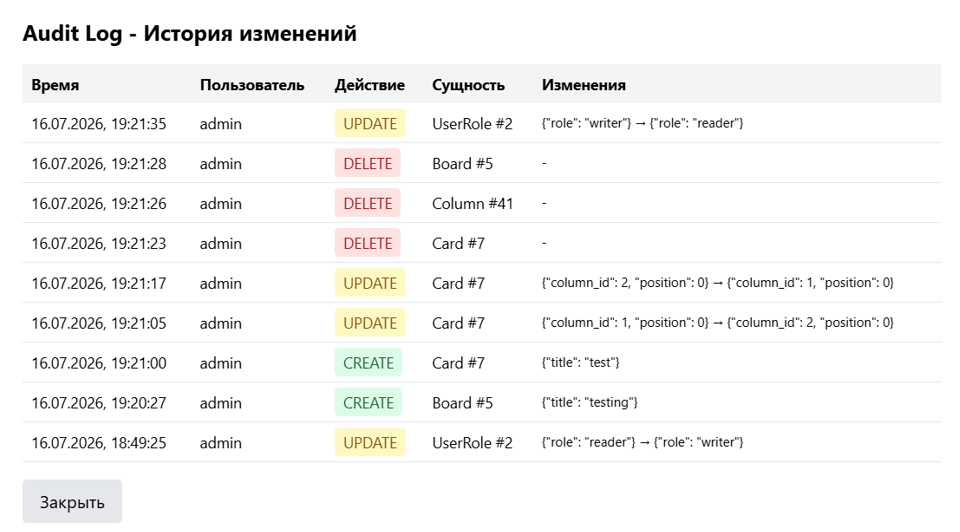 Audit Log - История изменений
Время Пользователь Действие Сущность Изменения
16.07.2026, 19:21:35 admin UPDATE UserRole #2 {"role": "writer"} → {"role": "reader"}
16.07.2026, 19:21:28 admin DELETE Board #5 -
16.07.2026, 19:21:26 admin DELETE Column #41 -
16.07.2026, 19:21:23 admin DELETE Card #7 -
16.07.2026, 19:21:17 admin UPDATE Card #7 {"column_id": 2, "position": 0} → {"column_id": 1, "position": 0}
16.07.2026, 19:21:05 admin UPDATE Card #7 {"column_id": 1, "position": 0} → {"column_id": 2, "position": 0}
16.07.2026, 19:21:00 admin CREATE Card #7 {"title": "test"}
16.07.2026, 19:20:27 admin CREATE Board #5 {"title": "testing"}
16.07.2026, 18:49:25 admin UPDATE UserRole #2 {"role": "reader"} → {"role": "writer"}
Закрыть